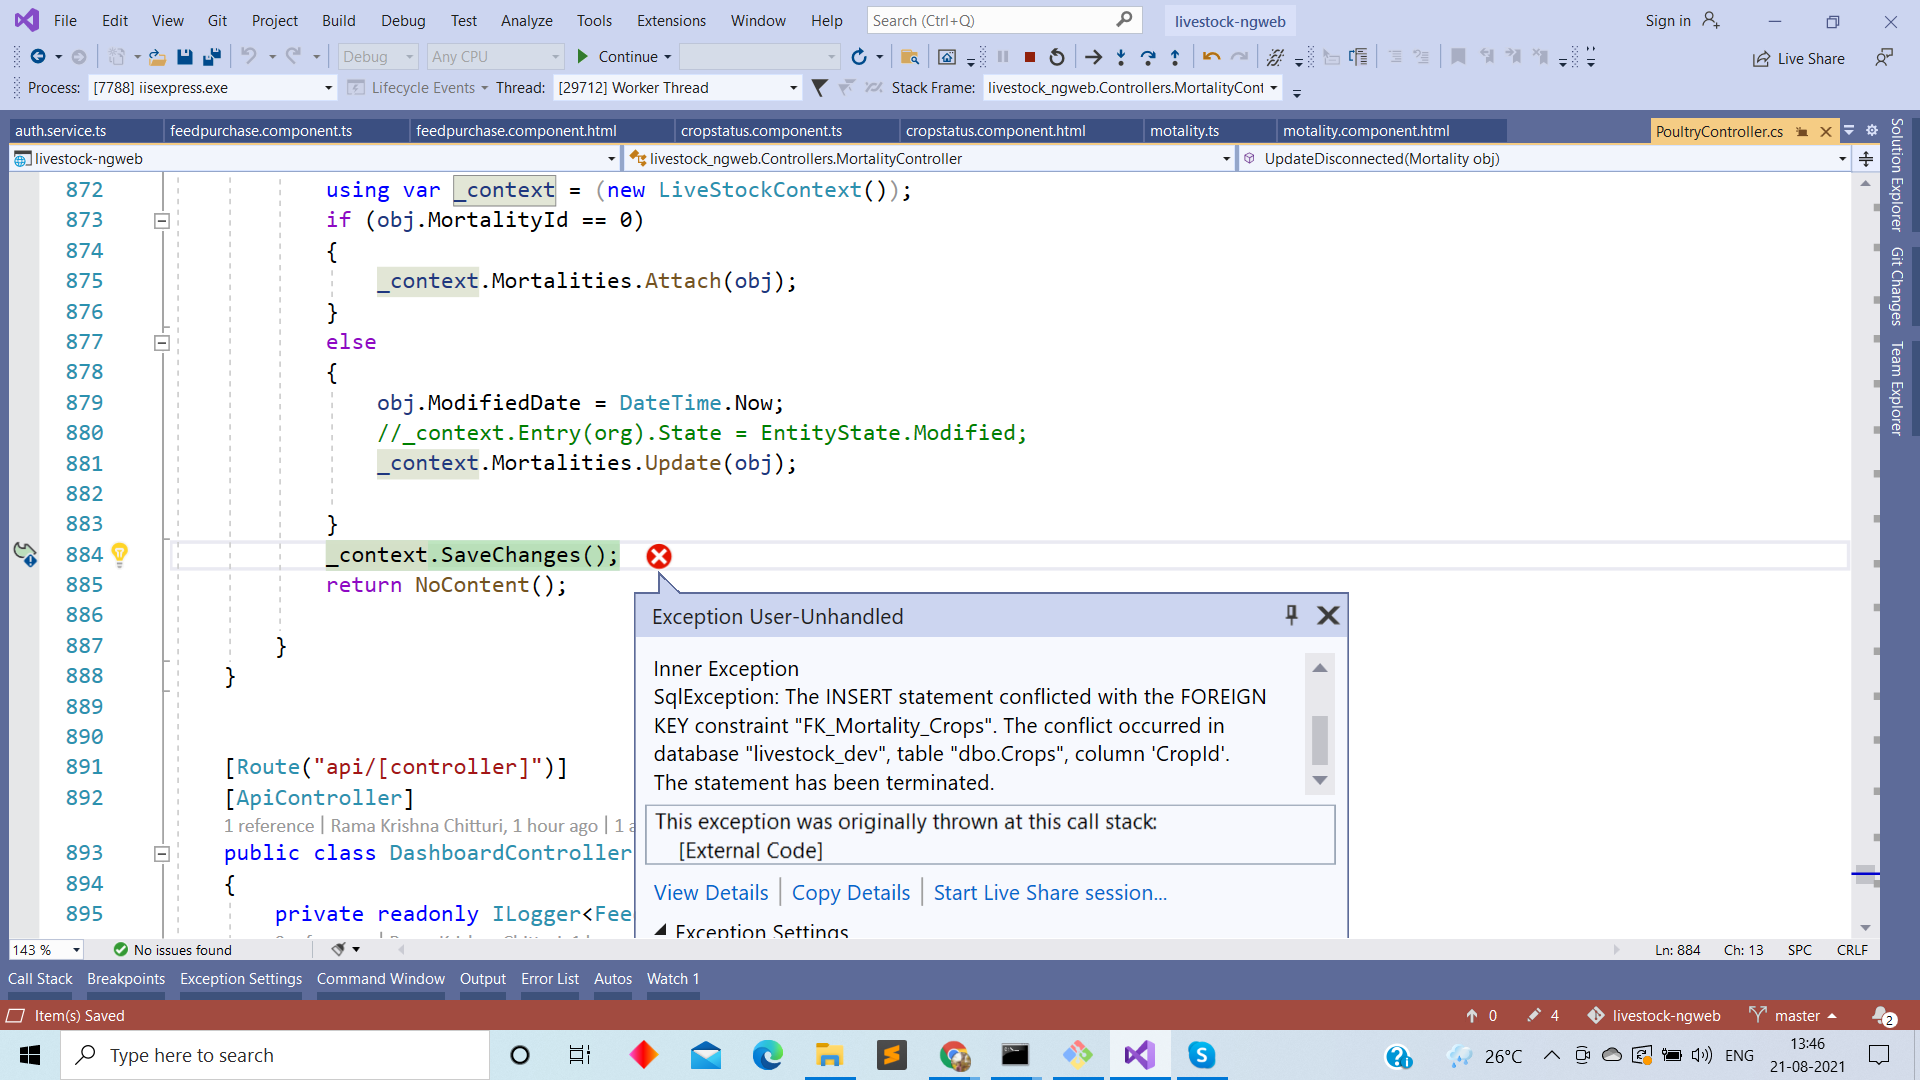 File Edit View Git Project Build Debug Test Analyze Tools Extensions Window Help Search (Ctrl+Q) livestock-ngweb Sign in
Debug Any CPU Continue Live Share
Process: [7788] iisexpress.exe Lifecycle Events Thread: [29712] Worker Thread Stack Frame: livestock_ngweb.Controllers.MortalityCont
auth.service.ts feedpurchase.component.ts feedpurchase.component.html cropstatus.component.ts cropstatus.component.html motality.ts motality.component.html PoultryController.cs
livestock-ngweb livestock_ngweb.Controllers.MortalityController UpdateDisconnected(Mortality obj)
Solution Explorer
Git Changes
Team Explorer
872 using var _context = (new LiveStockContext());
873 if (obj.MortalityId == 0)
874 {
875 _context.Mortalities.Attach(obj);
876 }
877 else
878 {
879 obj.ModifiedDate = DateTime.Now;
880 //_context.Entry(org).State = EntityState.Modified;
881 _context.Mortalities.Update(obj);
882
883 }
884 _context.SaveChanges();
885 return NoContent();
886
887 }
888 }
889
890
891 [Route("api/[controller]")]
892 [ApiController]
1 reference | Rama Krishna Chitturi, 1 hour ago | 1
893 public class DashboardController
894 {
895 private readonly ILogger<Fee
Exception User-Unhandled
Inner Exception
SqlException: The INSERT statement conflicted with the FOREIGN
KEY constraint "FK_Mortality_Crops". The conflict occurred in
database "livestock_dev", table "dbo.Crops", column 'CropId'.
The statement has been terminated.
This exception was originally thrown at this call stack:
[External Code]
View Details Copy Details Start Live Share session...
Exception Settings
143 % No issues found Ln: 884 Ch: 13 SPC CRLF
Call Stack Breakpoints Exception Settings Command Window Output Error List Autos Watch 1
Item(s) Saved 0 4 livestock-ngweb master 2
Type here to search 26°C ENG 13:46
21-08-2021